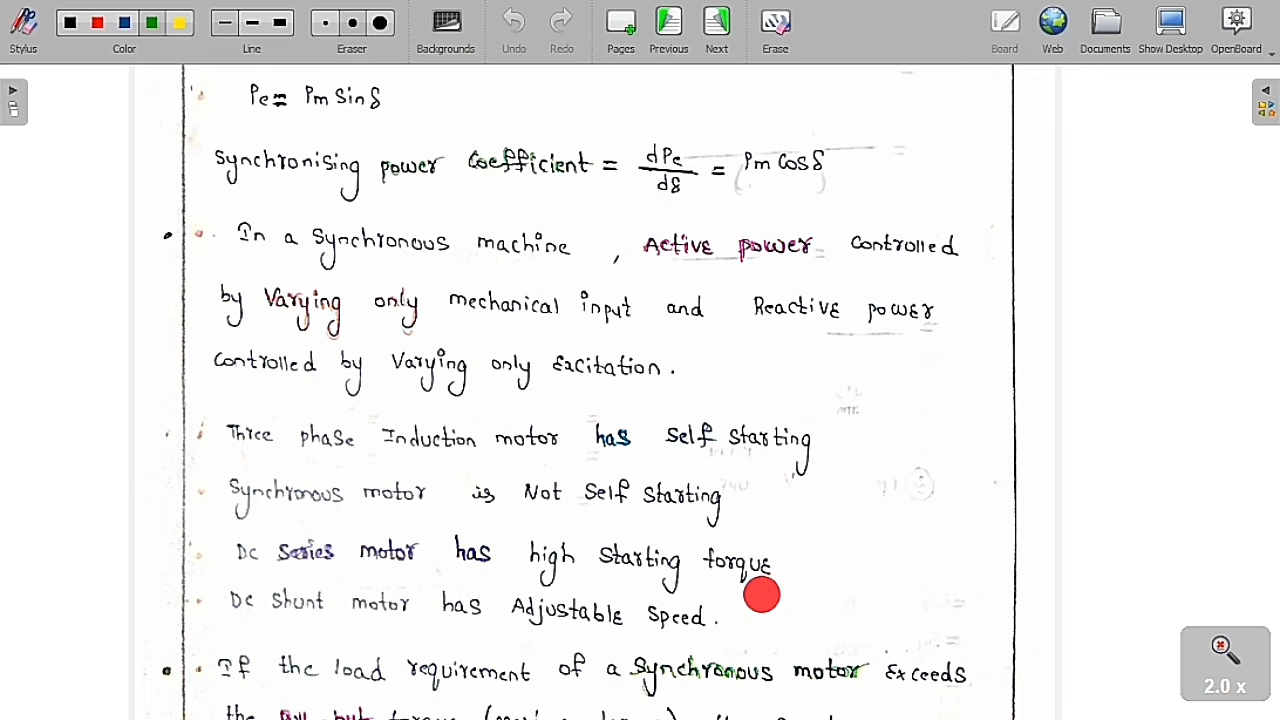 Stylus
Color
Line
Eraser
Backgrounds
Undo
Redo
Pages
Previous
Next
Erase
Board
Web
Documents
Show Desktop
OpenBoard
Pe = Pm Sin δ
Synchronising power coefficient = dPe/dδ = Pm Cos δ
In a Synchronous machine , Active power Controlled
by Varying only mechanical input and Reactive power
Controlled by Varying only Excitation .
Three phase Induction motor has Self Starting
Synchronous motor is Not Self Starting
Dc Series motor has high Starting torque
Dc Shunt motor has Adjustable Speed .
If the load requirement of a Synchronous motor Exceeds
the
2.0 x